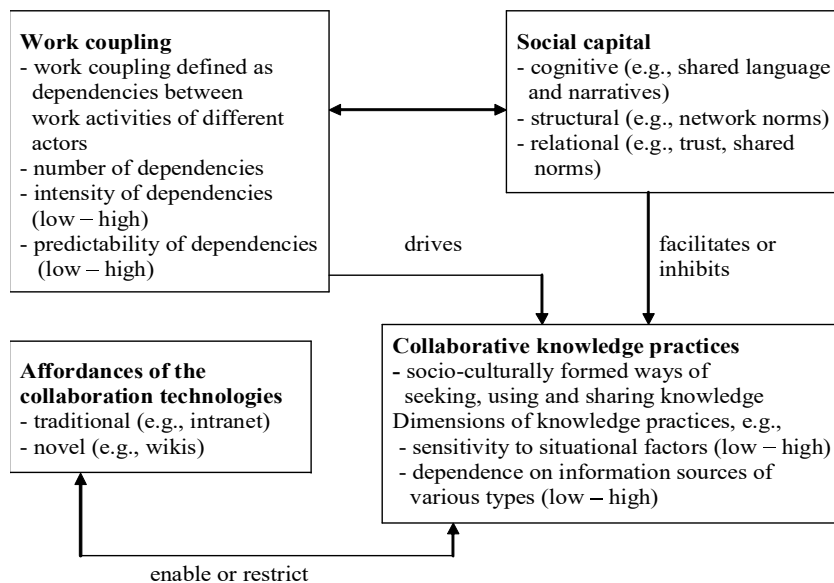 Work coupling
- work coupling defined as
dependencies between
work activities of different
actors
- number of dependencies
- intensity of dependencies
(low – high)
- predictability of dependencies
(low – high)
Social capital
- cognitive (e.g., shared language
and narratives)
- structural (e.g., network norms)
- relational (e.g., trust, shared
norms)
drives
facilitates or
inhibits
Affordances of the
collaboration technologies
- traditional (e.g., intranet)
- novel (e.g., wikis)
Collaborative knowledge practices
- socio-culturally formed ways of
seeking, using and sharing knowledge
Dimensions of knowledge practices, e.g.,
- sensitivity to situational factors (low – high)
- dependence on information sources of
various types (low – high)
enable or restrict